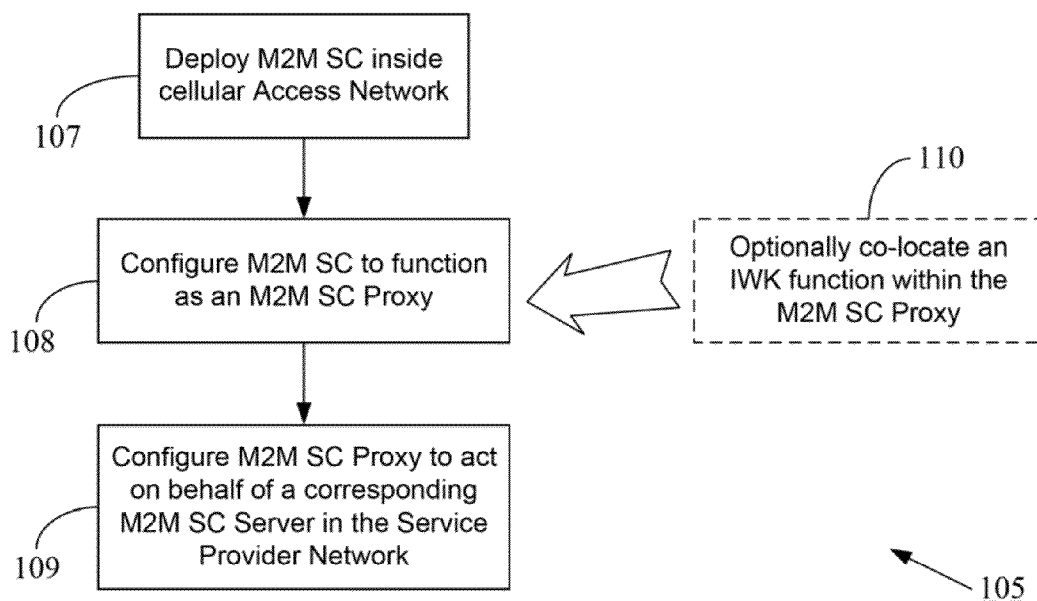 Deploy M2M SC inside
cellular Access Network
107
110
Configure M2M SC to function
as an M2M SC Proxy
108
Optionally co-locate an
IWK function within the
M2M SC Proxy
Configure M2M SC Proxy to act
on behalf of a corresponding
M2M SC Server in the Service
Provider Network
109
105